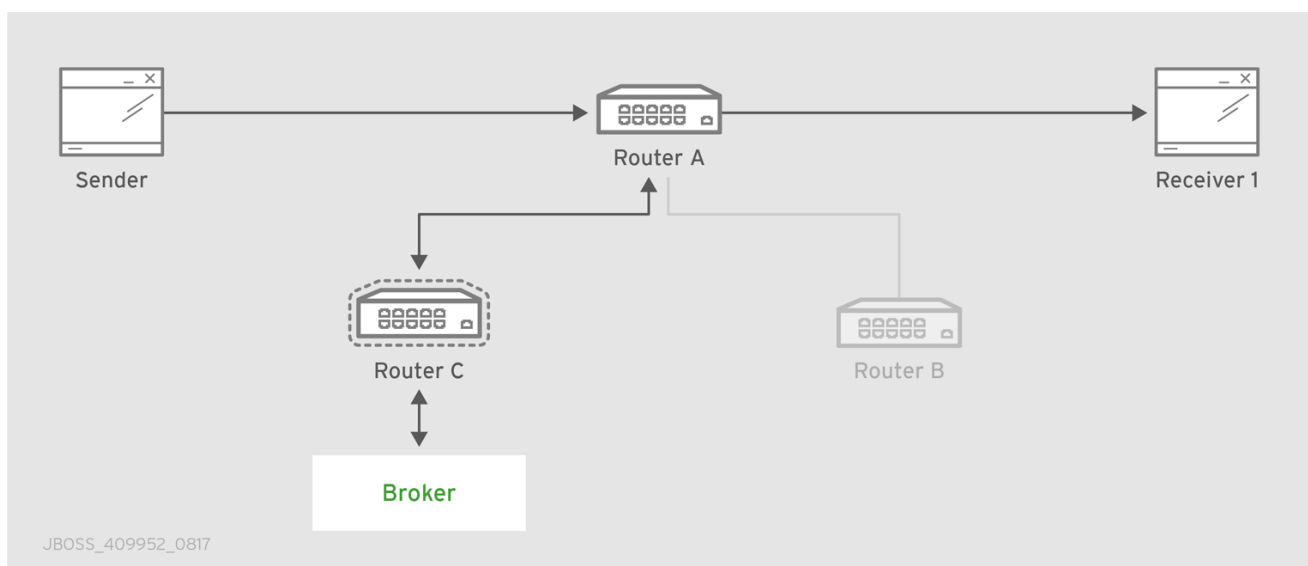 Sender
Router A
Receiver 1
Router C
Router B
Broker
JBOSS_409952_0817